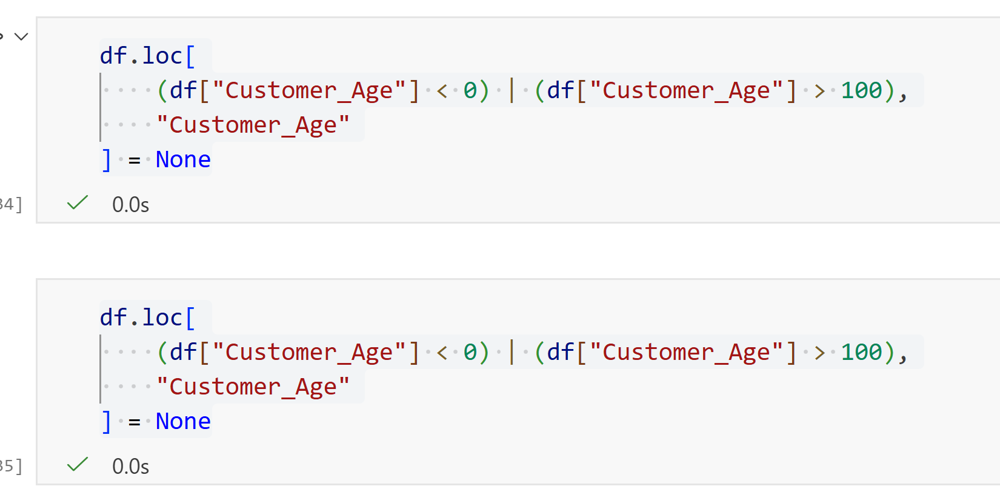 df.loc[
    (df["Customer_Age"] < 0) | (df["Customer_Age"] > 100),
    "Customer_Age"
] = None
34]
0.0s
df.loc[
    (df["Customer_Age"] < 0) | (df["Customer_Age"] > 100),
    "Customer_Age"
] = None
35]
0.0s